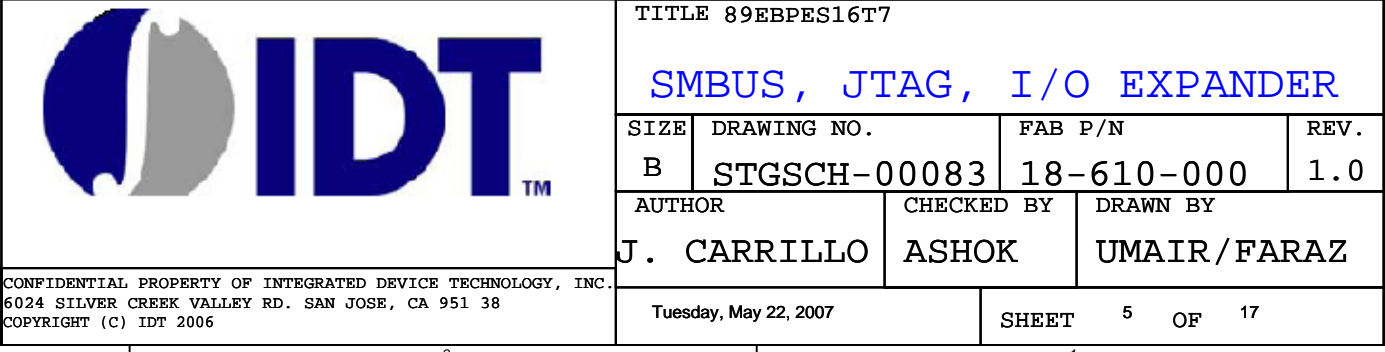 IDT TM
CONFIDENTIAL PROPERTY OF INTEGRATED DEVICE TECHNOLOGY, INC.
6024 SILVER CREEK VALLEY RD. SAN JOSE, CA 951 38
COPYRIGHT (C) IDT 2006
TITLE 89EBPES16T7
SMBUS, JTAG, I/O EXPANDER
SIZE DRAWING NO. FAB P/N REV.
B STGSCH-00083 18-610-000 1.0
AUTHOR CHECKED BY DRAWN BY
J. CARRILLO ASHOK UMAIR/FARAZ
Tuesday, May 22, 2007 SHEET 5 OF 17